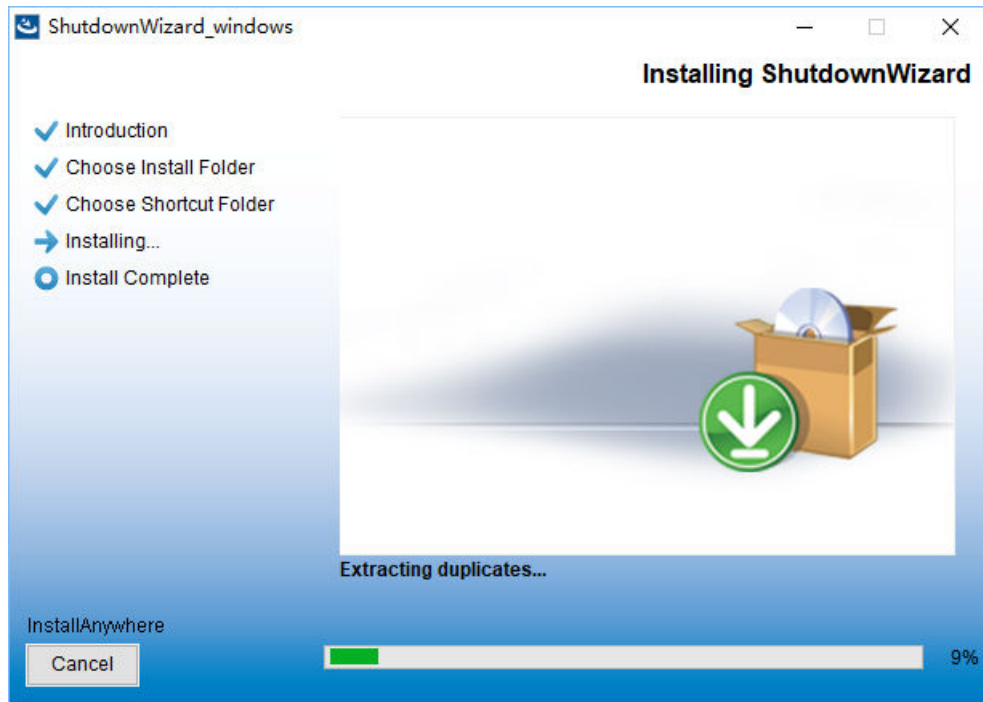 ShutdownWizard_windows
Installing ShutdownWizard
Introduction
Choose Install Folder
Choose Shortcut Folder
Installing...
Install Complete
Extracting duplicates...
InstallAnywhere
Cancel
9%